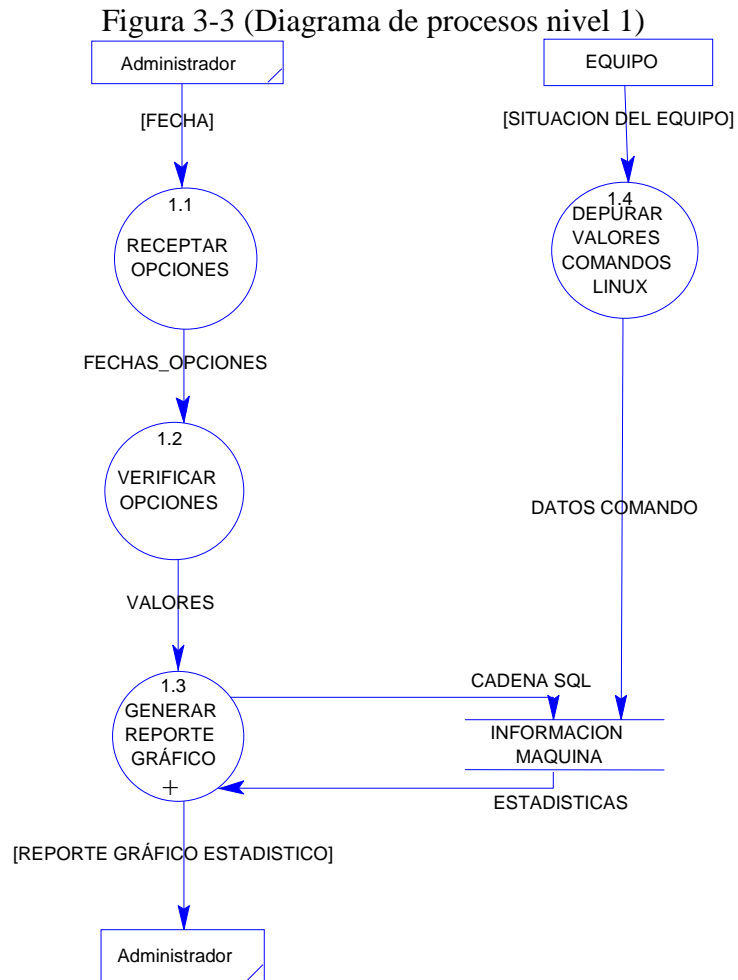 Figura 3-3 (Diagrama de procesos nivel 1)
Administrador
EQUIPO
[FECHA]
[SITUACION DEL EQUIPO]
1.1
RECEPTAR
OPCIONES
1.4
DEPURAR
VALORES
COMANDOS
LINUX
FECHAS_OPCIONES
1.2
VERIFICAR
OPCIONES
DATOS COMANDO
VALORES
1.3
GENERAR
REPORTE
GRÁFICO
+
CADENA SQL
INFORMACION
MAQUINA
ESTADISTICAS
[REPORTE GRÁFICO ESTADISTICO]
Administrador